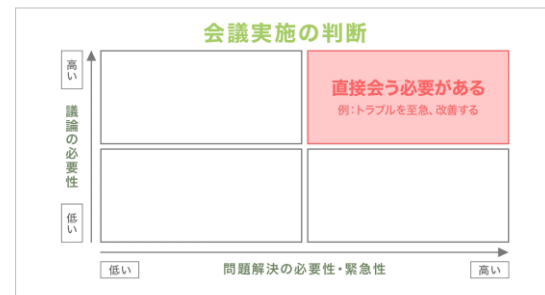 会議実施の判断
高い
直接会う必要がある
例：トラブルを至急、改善する
議論の必要性
低い
低い
問題解決の必要性・緊急性
高い